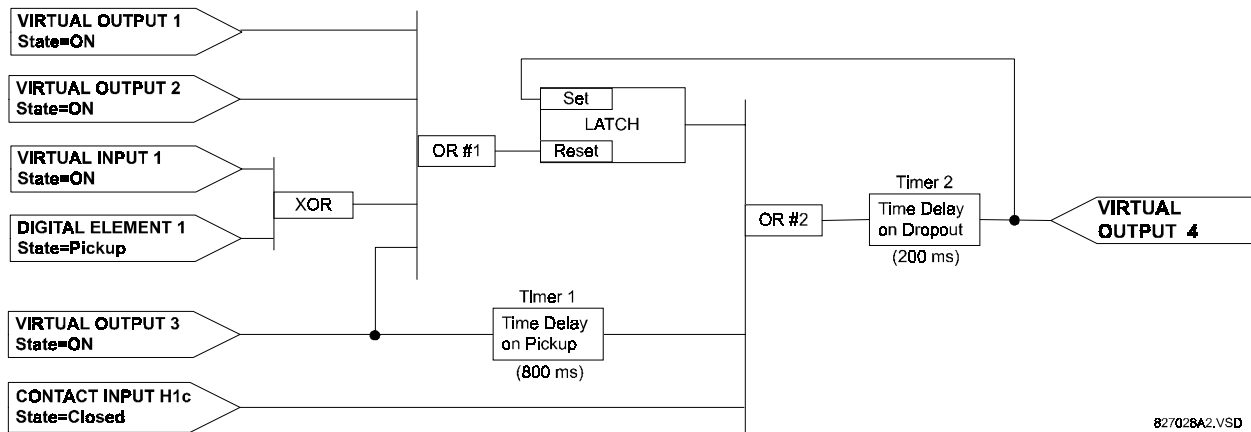 VIRTUAL OUTPUT 1
State=ON
VIRTUAL OUTPUT 2
State=ON
VIRTUAL INPUT 1
State=ON
DIGITAL ELEMENT 1
State=Pickup
XOR
OR #1
Set
LATCH
Reset
VIRTUAL OUTPUT 3
State=ON
Timer 1
Time Delay
on Pickup
(800 ms)
CONTACT INPUT H1c
State=Closed
OR #2
Timer 2
Time Delay
on Dropout
(200 ms)
VIRTUAL
OUTPUT 4
827028A2.VSD